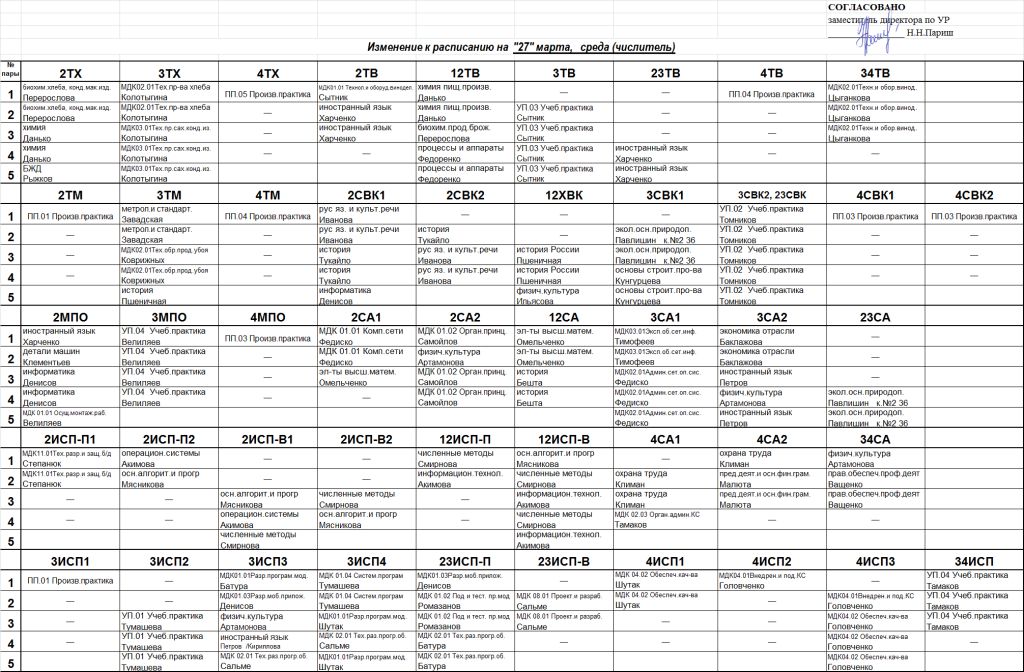 СОГЛАСОВАНО
заместитель директора по УР
Н.Н.Париш
Изменение к расписанию на "27" марта, среда (числитель)
№ пары 2ТХ 3ТХ 4ТХ 2ТВ 12ТВ 3ТВ 23ТВ 4ТВ 34ТВ
1 биохим.хлеба, конд.мак.изд. МДК02.01Тех.пр-ва хлеба ПП.05 Произв.практика МДК01.01 Технол.и оборуд.винодел. химия пищ.произв. — — ПП.04 Произв.практика МДК02.01Техн.и обор.винод.
Перерослова Колотыгина Сытник Данько Цыганкова
2 биохим.хлеба, конд.мак.изд. МДК02.01Тех.пр-ва хлеба — иностранный язык химия пищ.произв. УП.03 Учеб.практика — — МДК02.01Техн.и обор.винод.
Перерослова Колотыгина Харченко Данько Сытник Цыганкова
3 химия МДК03.01Тех.пр.сах.конд.из. — иностранный язык биохим.прод.брож. УП.03 Учеб.практика — — МДК02.01Техн.и обор.винод.
Данько Колотыгина Харченко Перерослова Сытник Цыганкова
4 химия МДК03.01Тех.пр.сах.конд.из. — — процессы и аппараты УП.03 Учеб.практика иностранный язык — —
Данько Колотыгина Федоренко Сытник Харченко
5 БЖД МДК03.01Тех.пр.сах.конд.из. процессы и аппараты УП.03 Учеб.практика иностранный язык
Рыжков Колотыгина Федоренко Сытник Харченко
2ТМ 3ТМ 4ТМ 2СВК1 2СВК2 12ХВК 3СВК1 3СВК2, 23СВК 4СВК1 4СВК2
1 ПП.01 Произв.практика метрол.и стандарт. ПП.04 Произв.практика рус яз. и культ.речи — — — УП.02 Учеб.практика ПП.03 Произв.практика ПП.03 Произв.практика
Завадская Иванова Томников
2 — метрол.и стандарт. — рус яз. и культ.речи история — экол.осн.природоп. УП.02 Учеб.практика — —
Завадская Иванова Тукайло Павлишин к.№2 36 Томников
3 — МДК02.01Тех.обр.прод.убоя — история рус яз. и культ.речи история России экол.осн.природоп. УП.02 Учеб.практика — —
Коврижных Тукайло Иванова Пшеничная Павлишин к.№2 36 Томников
4 — МДК02.01Тех.обр.прод.убоя — история рус яз. и культ.речи история России основы строит.про-ва УП.02 Учеб.практика — —
Коврижных Тукайло Иванова Пшеничная Кунгурцева Томников
5 история информатика физич.культура основы строит.про-ва УП.02 Учеб.практика
Пшеничная Денисов Ильясова Кунгурцева Томников
2МПО 3МПО 4МПО 2СА1 2СА2 12СА 3СА1 3СА2 23СА
1 иностранный язык УП.04 Учеб.практика ПП.03 Произв.практика МДК 01.01 Комп.сети МДК 01.02 Орган.принц. эл-ты высш.матем. МДК03.01Эксп.об.сет.инф. экономика отрасли —
Харченко Велиляев Федиско Самойлов Омельченко Тимофеев Баклажова
2 детали машин УП.04 Учеб.практика — МДК 01.01 Комп.сети физич.культура эл-ты высш.матем. МДК03.01Эксп.об.сет.инф. экономика отрасли —
Клементьев Велиляев Федиско Артамонова Омельченко Тимофеев Баклажова
3 информатика УП.04 Учеб.практика — эл-ты высш.матем. МДК 01.02 Орган.принц. история МДК02.01Админ.сет.оп.сис. иностранный язык —
Денисов Велиляев Омельченко Самойлов Бешта Федиско Петров
4 информатика УП.04 Учеб.практика — — МДК 01.02 Орган.принц. история МДК02.01Админ.сет.оп.сис. физич.культура экол.осн.природоп.
Денисов Велиляев Самойлов Бешта Федиско Артамонова Павлишин к.№2 36
5 МДК 01.01 Осущ.монтаж.раб. МДК02.01Админ.сет.оп.сис. иностранный язык экол.осн.природоп.
Велиляев Федиско Петров Павлишин к.№2 36
2ИСП-П1 2ИСП-П2 2ИСП-В1 2ИСП-В2 12ИСП-П 12ИСП-В 4СА1 4СА2 34СА
1 МДК11.01Тех.разр.и защ.б/д операцион.системы — — численные методы осн.алгорит.и прогр — охрана труда физич.культура
Степанюк Акимова Смирнова Мясникова Климан Артамонова
2 МДК11.01Тех.разр.и защ.б/д осн.алгорит.и прогр — — информацион.технол. численные методы охрана труда пред.деят.и осн.фин.грам. прав.обеспеч.проф.деят
Степанюк Мясникова Акимова Смирнова Климан Малюта Ващенко
3 — — осн.алгорит.и прогр численные методы — информацион.технол. охрана труда пред.деят.и осн.фин.грам. прав.обеспеч.проф.деят
Мясникова Смирнова Акимова Климан Малюта Ващенко
4 — — операцион.системы осн.алгорит.и прогр — численные методы МДК 02.03 Орган.админ.КС — —
Акимова Мясникова Смирнова Тамаков
5 численные методы информацион.технол.
Смирнова Акимова
3ИСП1 3ИСП2 3ИСП3 3ИСП4 23ИСП-П 23ИСП-В 4ИСП1 4ИСП2 4ИСП3 34ИСП
1 ПП.01 Произв.практика — МДК01.01Разр.програм.мод. МДК 01.04 Систем.програм МДК01.03Разр.моб.прилож. — МДК 04.02 Обеспеч.кач-ва МДК04.01Внедрен.и под.КС — УП.04 Учеб.практика
Батура Тумашева Денисов Шутак Головченко Тамаков
2 — — МДК01.03Разр.моб.прилож. МДК 01.04 Систем.програм МДК 01.02 Под и тест. пр.мод МДК 08.01 Проект и разраб. МДК 04.02 Обеспеч.кач-ва — МДК04.01Внедрен.и под.КС УП.04 Учеб.практика
Денисов Тумашева Ромазанов Сальме Шутак Головченко Тамаков
3 УП.01 Учеб.практика физич.культура МДК01.01Разр.програм.мод. МДК 01.02 Под и тест. пр.мод МДК 08.01 Проект и разраб. — — МДК04.02 Обеспеч.кач-ва УП.04 Учеб.практика
Тумашева Артамонова Шутак Ромазанов Сальме Головченко Тамаков
4 УП.01 Учеб.практика иностранный язык МДК 02.01 Тех.раз.прогр.об. МДК 02.01 Тех.раз.прогр.об. — — — МДК04.02 Обеспеч.кач-ва —
Тумашева Петров /Кириллова Сальме Батура Головченко
5 УП.01 Учеб.практика МДК 02.01 Тех.раз.прогр.об. МДК01.01Разр.програм.мод. МДК 02.01 Тех.раз.прогр.об. МДК04.02 Обеспеч.кач-ва
Тумашева Сальме Шутак Батура Головченко